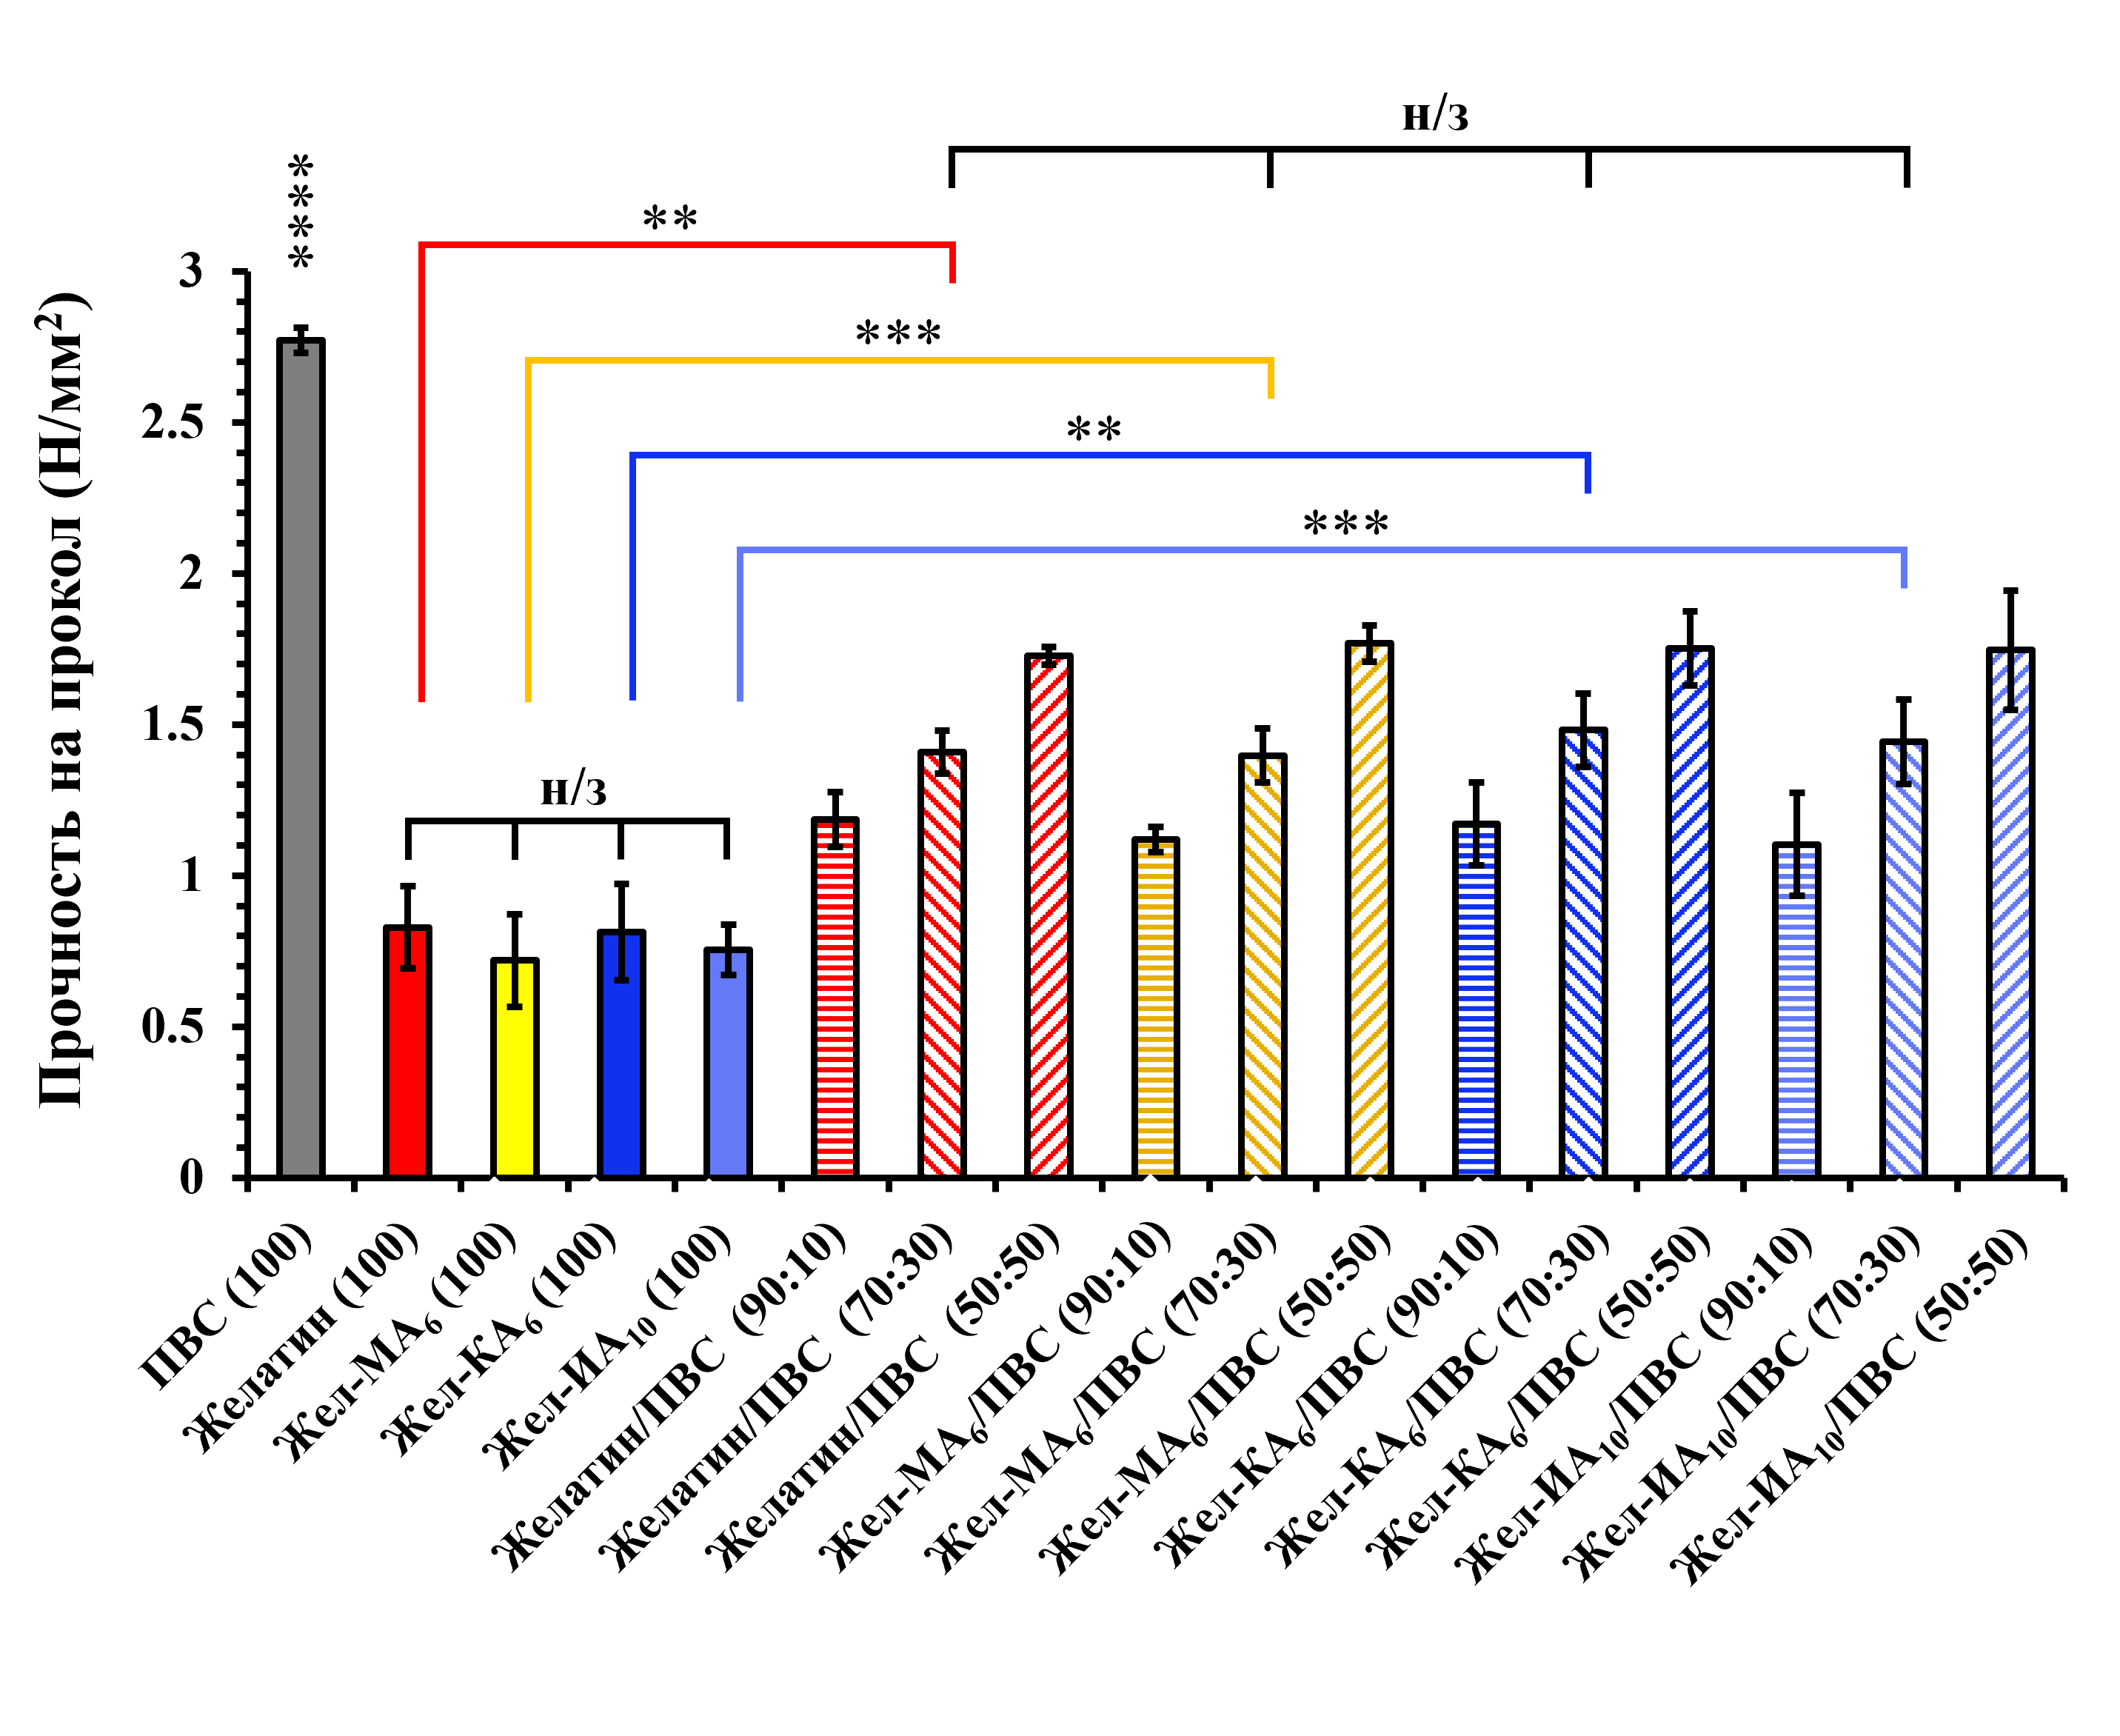 н/з
****
**
***
**
***
н/з
Прочность на прокол (Н/мм²)
3
2.5
2
1.5
1
0.5
0
ПВС (100)
Желатин (100)
Жел-МА₆ (100)
Жел-КА₆ (100)
Жел-ИА₁₀ (100)
Желатин/ПВС (90:10)
Желатин/ПВС (70:30)
Желатин/ПВС (50:50)
Жел-МА₆/ПВС (90:10)
Жел-МА₆/ПВС (70:30)
Жел-МА₆/ПВС (50:50)
Жел-КА₆/ПВС (90:10)
Жел-КА₆/ПВС (70:30)
Жел-КА₆/ПВС (50:50)
Жел-ИА₁₀/ПВС (90:10)
Жел-ИА₁₀/ПВС (70:30)
Жел-ИА₁₀/ПВС (50:50)